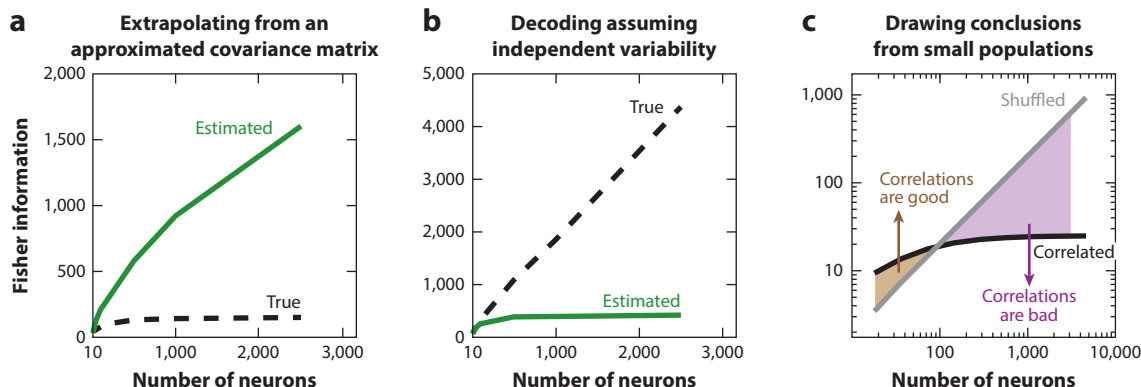 a
Extrapolating from an
approximated covariance matrix
Fisher information
2,000
1,500
1,000
500
0
Estimated
True
10
1,000
2,000
3,000
Number of neurons
b
Decoding assuming
independent variability
5,000
4,000
3,000
2,000
1,000
0
True
Estimated
10
1,000
2,000
3,000
Number of neurons
c
Drawing conclusions
from small populations
1,000
100
10
Shuffled
Correlations
are good
Correlated
Correlations
are bad
100
1,000
10,000
Number of neurons